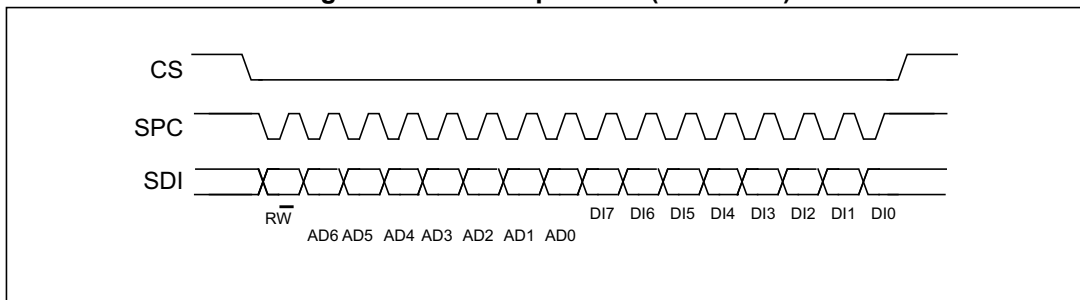 CS
SPC
SDI
RW̅
DI7 DI6 DI5 DI4 DI3 DI2 DI1 DI0
AD6 AD5 AD4 AD3 AD2 AD1 AD0